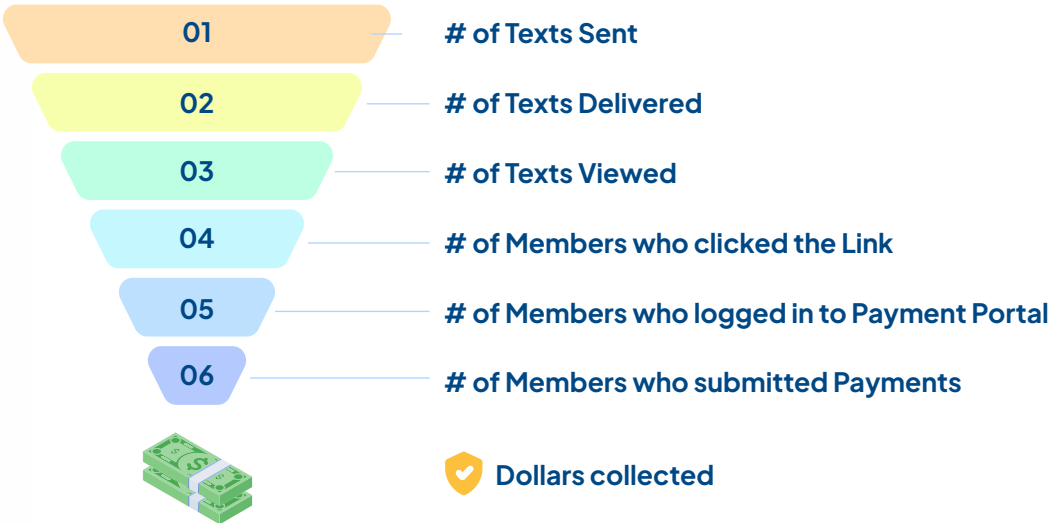 01
# of Texts Sent
02
# of Texts Delivered
03
# of Texts Viewed
04
# of Members who clicked the Link
05
# of Members who logged in to Payment Portal
06
# of Members who submitted Payments
Dollars collected